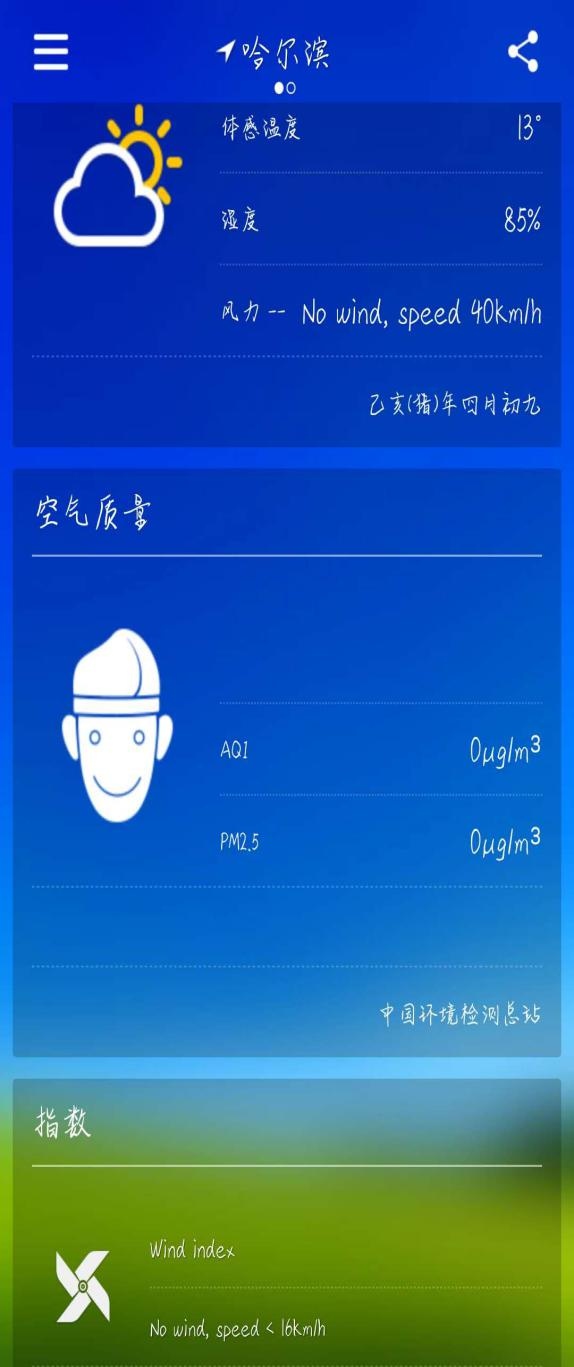 哈尔滨
体感温度 13°
湿度 85%
风力 -- No wind, speed 40km/h
乙亥(猪)年四月初九
空气质量
AQI 0μg/m³
PM2.5 0μg/m³
中国环境检测总站
指数
Wind index
No wind, speed < 16km/h